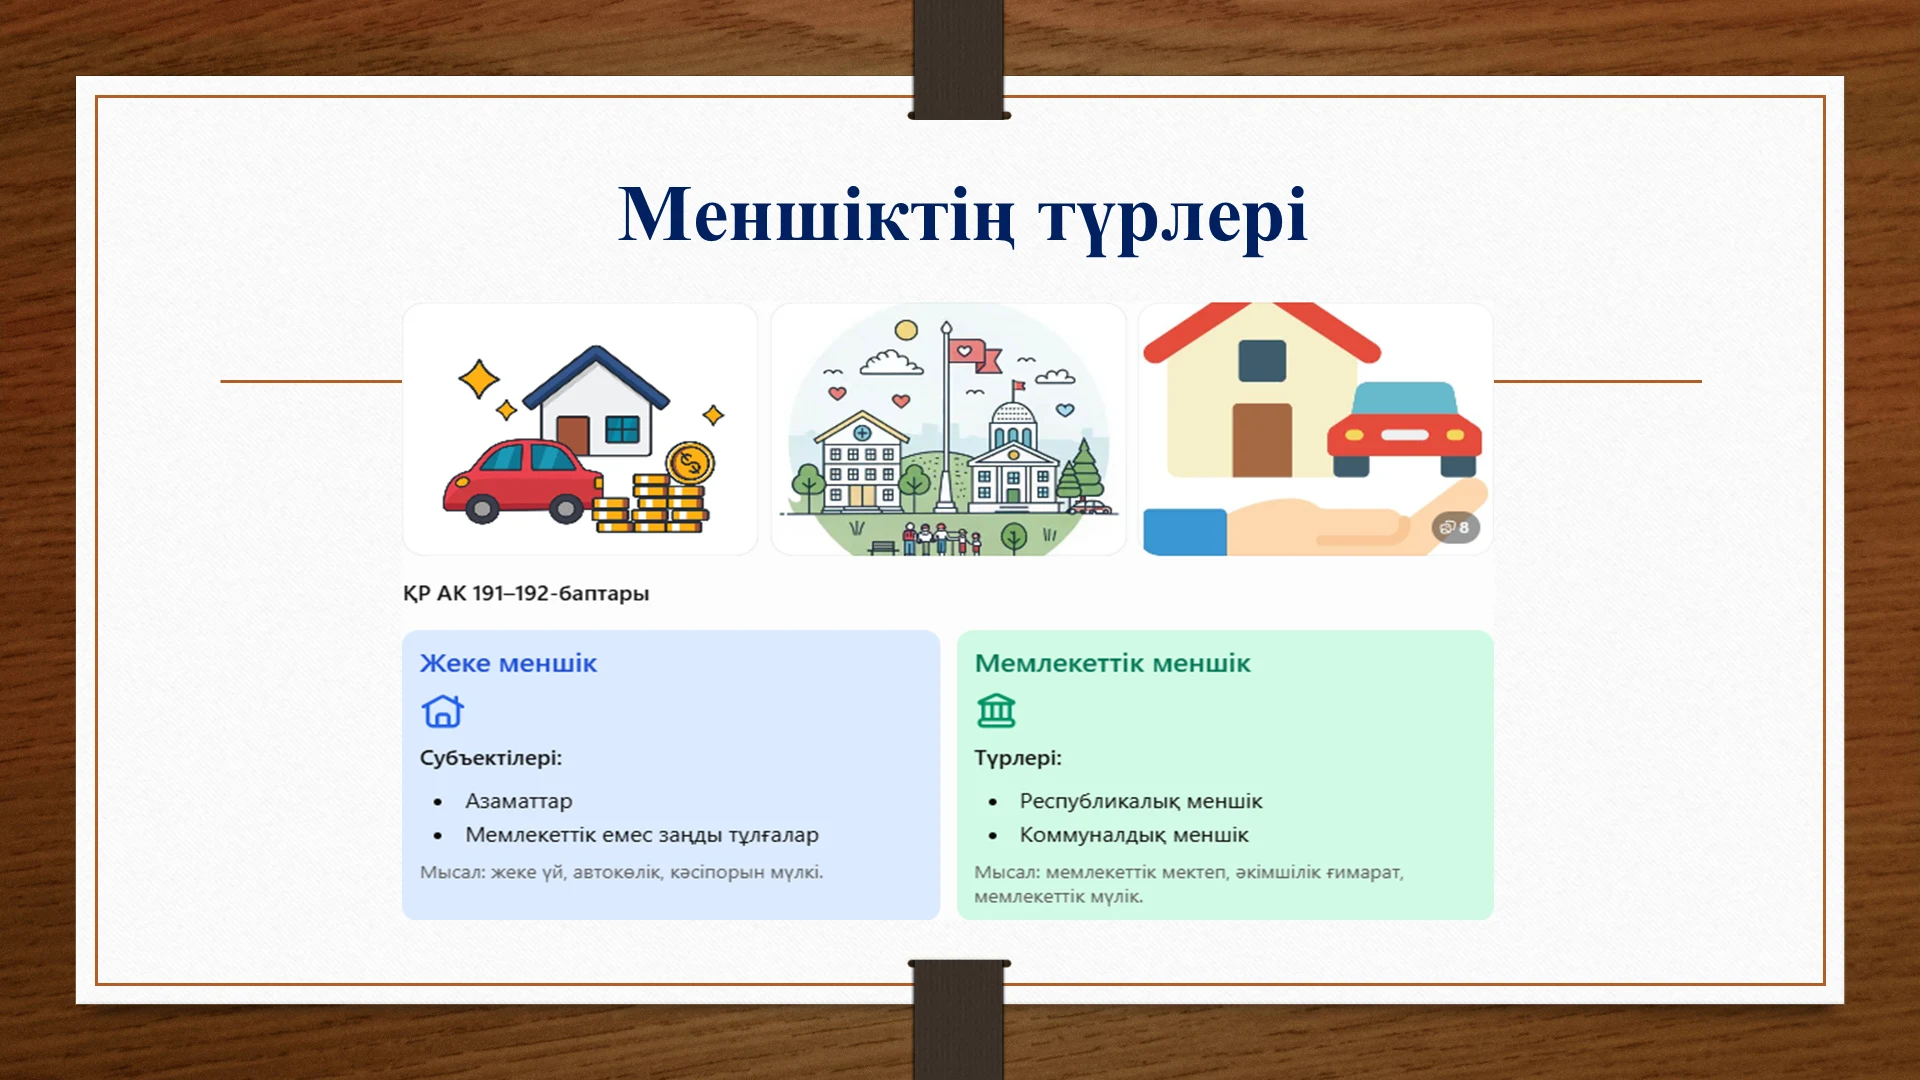 Меншіктің түрлері
8
ҚР АК 191–192-баптары
Жеке меншік
Субъектілері:
• Азаматтар
• Мемлекеттік емес заңды тұлғалар
Мысал: жеке үй, автокөлік, кәсіпорын мүлкі.
Мемлекеттік меншік
Түрлері:
• Республикалық меншік
• Коммуналдық меншік
Мысал: мемлекеттік мектеп, әкімшілік ғимарат,
мемлекеттік мүлік.